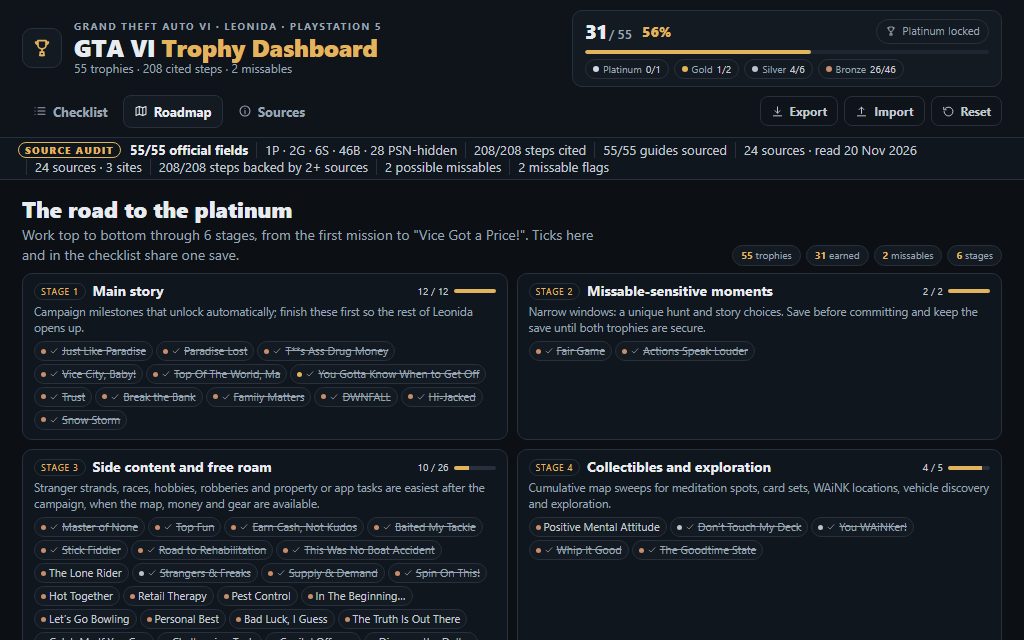 GRAND THEFT AUTO VI · LEONIDA · PLAYSTATION 5
GTA VI Trophy Dashboard
55 trophies · 208 cited steps · 2 missables
31 / 55 56%
Platinum locked
Platinum 0/1
Gold 1/2
Silver 4/6
Bronze 26/46
Checklist
Roadmap
Sources
Export
Import
Reset
SOURCE AUDIT 55/55 official fields 1P · 2G · 6S · 46B · 28 PSN-hidden 208/208 steps cited 55/55 guides sourced 24 sources · read 20 Nov 2026
24 sources · 3 sites 208/208 steps backed by 2+ sources 2 possible missables 2 missable flags
The road to the platinum
Work top to bottom through 6 stages, from the first mission to "Vice Got a Price!". Ticks here
and in the checklist share one save.
55 trophies
31 earned
2 missables
6 stages
STAGE 1 Main story 12 / 12
Campaign milestones that unlock automatically; finish these first so the rest of Leonida
opens up.
✓ Just Like Paradise ✓ Paradise Lost ✓ T**s Ass Drug Money
✓ Vice City, Baby! ✓ Top Of The World, Ma ✓ You Gotta Know When to Get Off
✓ Trust ✓ Break the Bank ✓ Family Matters ✓ DWNFALL ✓ Hi-Jacked
✓ Snow Storm
STAGE 2 Missable-sensitive moments 2 / 2
Narrow windows: a unique hunt and story choices. Save before committing and keep the
save until both trophies are secure.
✓ Fair Game ✓ Actions Speak Louder
STAGE 3 Side content and free roam 10 / 26
Stranger strands, races, hobbies, robberies and property or app tasks are easiest after the
campaign, when the map, money and gear are available.
✓ Master of None ✓ Top Fun ✓ Earn Cash, Not Kudos ✓ Baited My Tackle
✓ Stick Fiddler ✓ Road to Rehabilitation ✓ This Was No Boat Accident
The Lone Rider ✓ Strangers & Freaks ✓ Supply & Demand ✓ Spin On This!
Hot Together Retail Therapy Pest Control In The Beginning...
Let's Go Bowling Personal Best Bad Luck, I Guess The Truth Is Out There
STAGE 4 Collectibles and exploration 4 / 5
Cumulative map sweeps for meditation spots, card sets, WAiNK locations, vehicle discovery
and exploration.
Positive Mental Attitude ✓ Don't Touch My Deck ✓ You WAiNKer!
✓ Whip It Good ✓ The Goodtime State